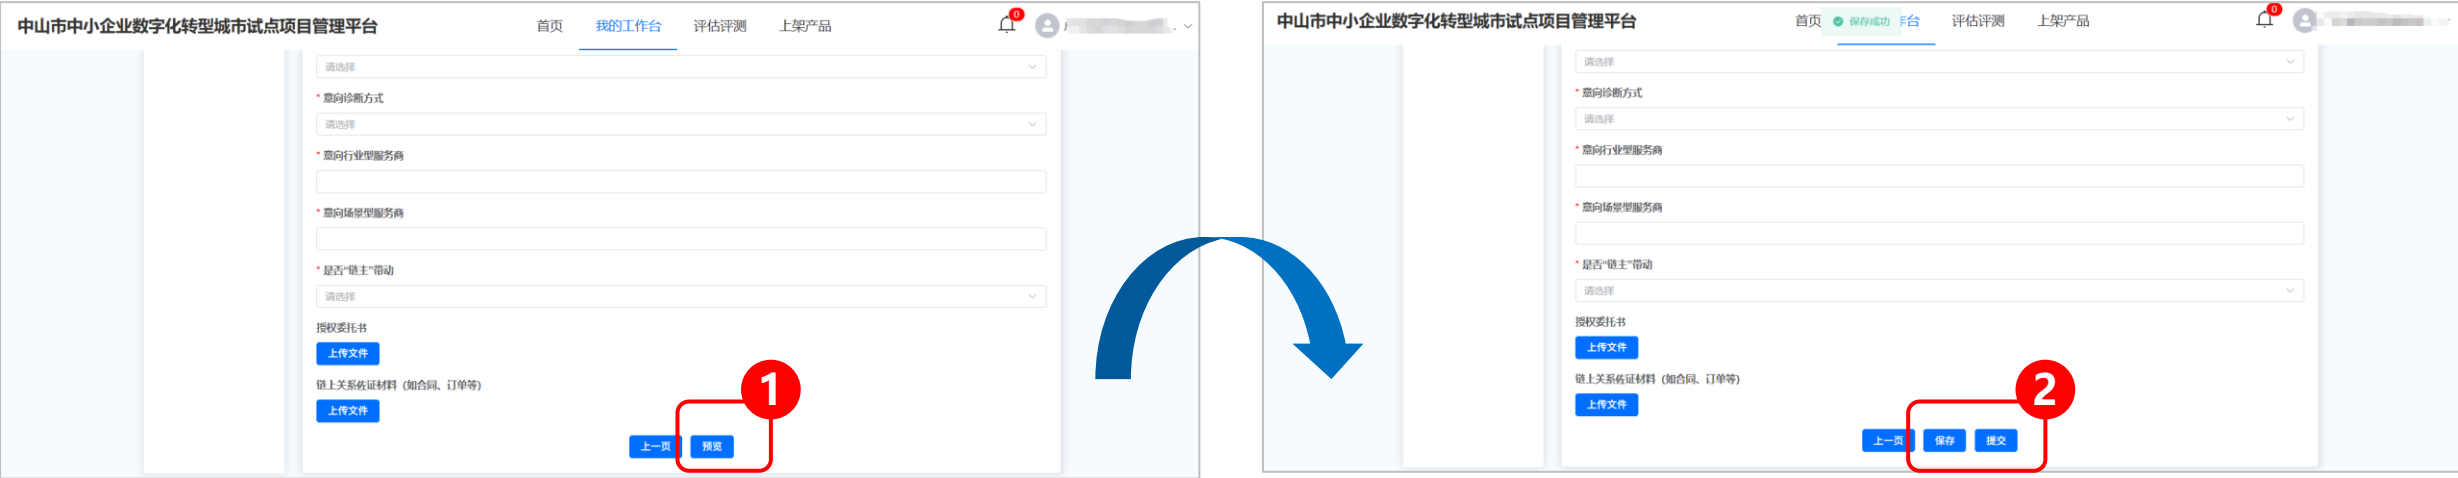 中山市中小企业数字化转型城市试点项目管理平台
首页 我的工作台 评估评测 上架产品
0
请选择
* 意向诊断方式
请选择
* 意向行业型服务商
* 意向场景型服务商
* 是否“链主”带动
请选择
授权委托书
上传文件
链上关系佐证材料（如合同、订单等）
上传文件
上一页 预览
1
中山市中小企业数字化转型城市试点项目管理平台
首页 保存成功 作台 评估评测 上架产品
0
请选择
* 意向诊断方式
请选择
* 意向行业型服务商
* 意向场景型服务商
* 是否“链主”带动
请选择
授权委托书
上传文件
链上关系佐证材料（如合同、订单等）
上传文件
上一页 保存 提交
2